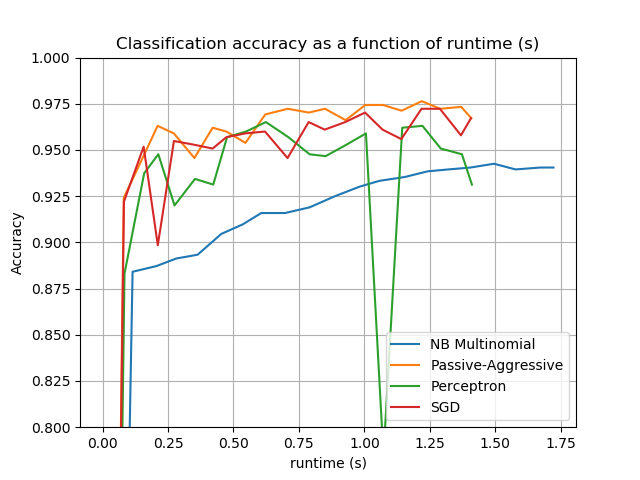 Classification accuracy as a function of runtime (s)
1.000
0.975
0.950
0.925
0.900
0.875
0.850
0.825
0.800
Accuracy
NB Multinomial
Passive-Aggressive
Perceptron
SGD
0.00 0.25 0.50 0.75 1.00 1.25 1.50 1.75
runtime (s)